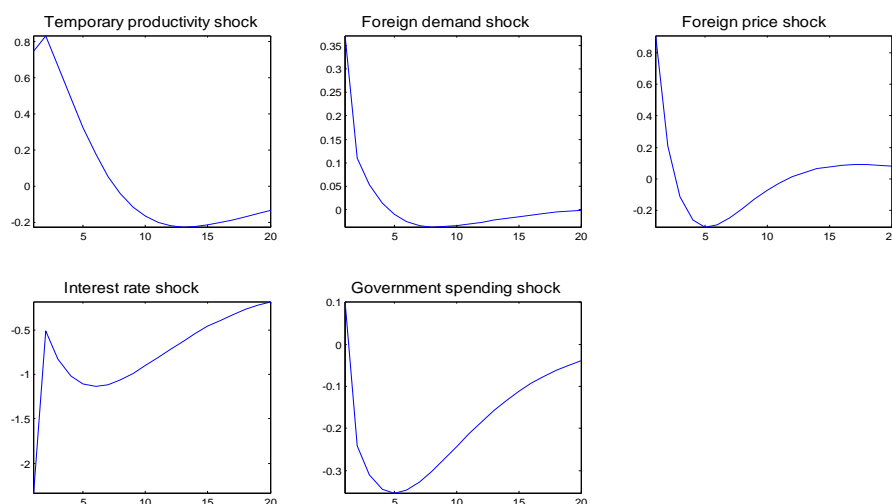 Temporary productivity shock
0.8
0.6
0.4
0.2
0
-0.2
5 10 15 20
Foreign demand shock
0.35
0.3
0.25
0.2
0.15
0.1
0.05
0
5 10 15 20
Foreign price shock
0.8
0.6
0.4
0.2
0
-0.2
5 10 15
Interest rate shock
-0.5
-1
-1.5
-2
5 10 15 20
Government spending shock
0.1
0
-0.1
-0.2
-0.3
5 10 15 20